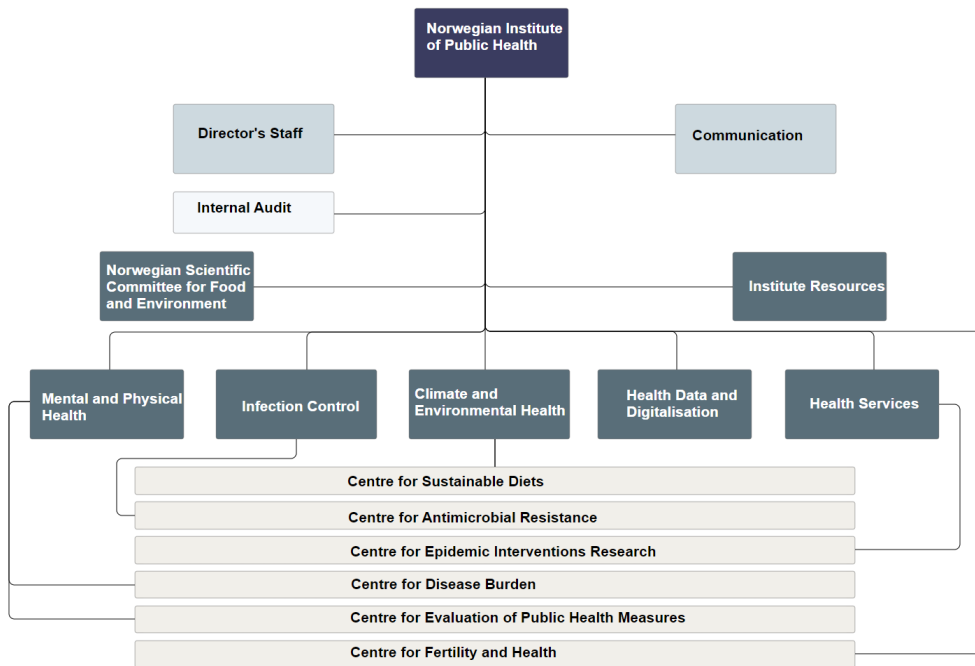 Norwegian Institute
of Public Health
Director's Staff
Communication
Internal Audit
Norwegian Scientific
Committee for Food
and Environment
Institute Resources
Mental and Physical
Health
Infection Control
Climate and
Environmental Health
Health Data and
Digitalisation
Health Services
Centre for Sustainable Diets
Centre for Antimicrobial Resistance
Centre for Epidemic Interventions Research
Centre for Disease Burden
Centre for Evaluation of Public Health Measures
Centre for Fertility and Health